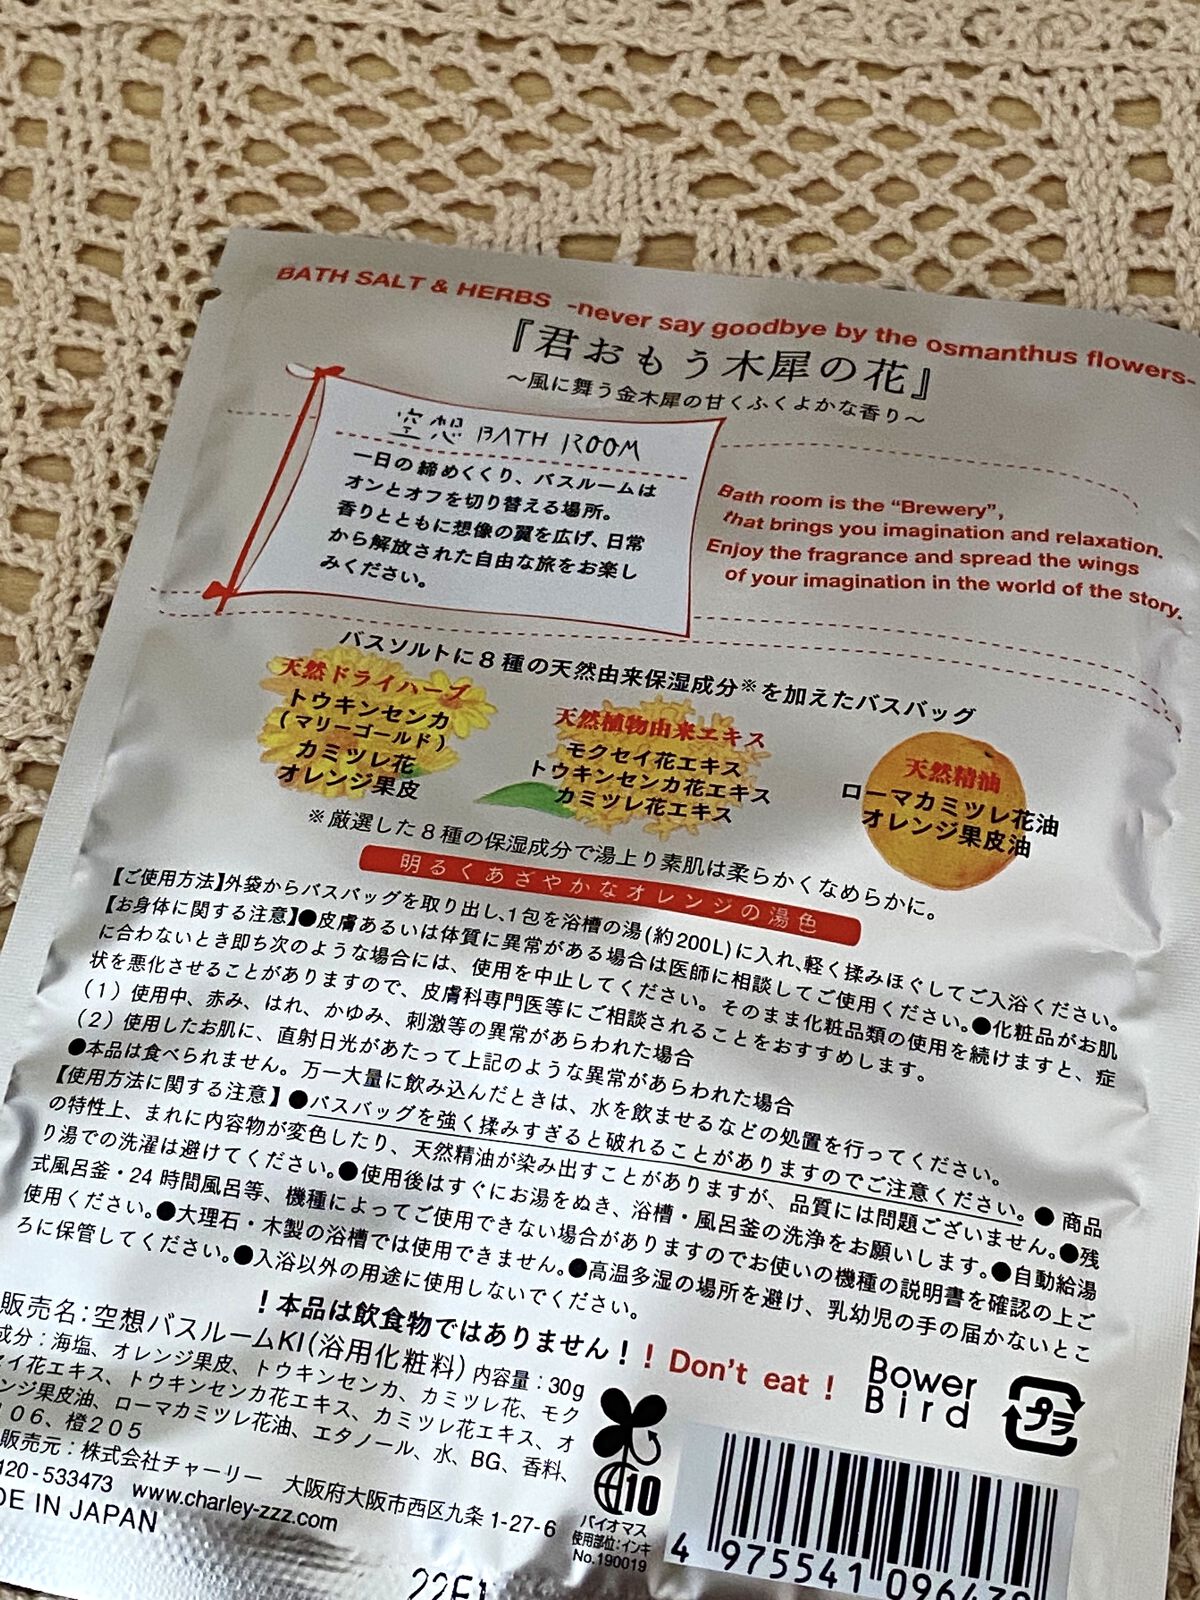 BATH SALT & HERBS -never say goodbye by the osmanthus flowers-
『君おもう木犀の花』
～風に舞う金木犀の甘くふくよかな香り～
空想 BATH ROOM
一日の締めくくり、バスルームは
オンとオフを切り替える場所。
香りとともに想像の翼を広げ、日常
から解放された自由な旅をお楽し
みください。
Bath room is the “Brewery”,
that brings you imagination and relaxation.
Enjoy the fragrance and spread the wings
of your imagination in the world of the story.
バスソルトに8種の天然由来保湿成分※を加えたバスバッグ
天然ドライハーブ
トウキンセンカ
(マリーゴールド)
カミツレ花
オレンジ果皮
天然植物由来エキス
モクセイ花エキス
トウキンセンカ花エキス
カミツレ花エキス
天然精油
ローマカミツレ花油
オレンジ果皮油
※厳選した8種の保湿成分で湯上り素肌は柔らかくなめらかに。
明るくあざやかなオレンジの湯色
【ご使用方法】外袋からバスバッグを取り出し、1包を浴槽の湯(約200L)に入れ、軽く揉みほぐしてご入浴ください。
【お身体に関する注意】●皮膚あるいは体質に異常がある場合は医師に相談してご使用ください。●化粧品がお肌
に合わないとき即ち次のような場合には、使用を中止してください。そのまま化粧品類の使用を続けますと、症
状を悪化させることがありますので、皮膚科専門医等にご相談されることをおすすめします。
(1)使用中、赤み、はれ、かゆみ、刺激等の異常があらわれた場合
(2)使用したお肌に、直射日光があたって上記のような異常があらわれた場合
●本品は食べられません。万一大量に飲み込んだときは、水を飲ませるなどの処置を行ってください。
【使用方法に関する注意】●バスバッグを強く揉みすぎると破れることがありますのでご注意ください。●商品
の特性上、まれに内容物が変色したり、天然精油が染み出すことがありますが、品質には問題ございません。●残
り湯での洗濯は避けてください。●使用後はすぐにお湯をぬき、浴槽・風呂釜の洗浄をお願いします。●自動給湯
式風呂釜・24時間風呂等、機種によってご使用できない場合がありますのでお使いの機種の説明書を確認の上ご
使用ください。●大理石・木製の浴槽では使用できません。●高温多湿の場所を避け、乳幼児の手の届かないとこ
ろに保管してください。●入浴以外の用途に使用しないでください。
！本品は飲食物ではありません！！Don't eat！
販売名：空想バスルームKI(浴用化粧料) 内容量：30g
成分：海塩、オレンジ果皮、トウキンセンカ、カミツレ花、モク
セイ花エキス、トウキンセンカ花エキス、カミツレ花エキス、オ
ンジ果皮油、ローマカミツレ花油、エタノール、水、BG、香料、
106、橙205
販売元：株式会社チャーリー 大阪府大阪市西区九条1-27-6
120-533473 www.charley-zzz.com
DE IN JAPAN
Bower
Bird
プラ
10
バイオマス
使用部位：インキ
No.190019
4 975541 096430
22F1